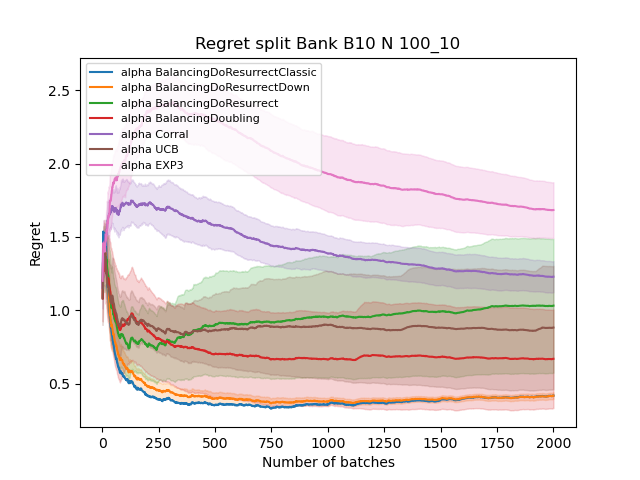 Regret split Bank B10 N 100_10
alpha BalancingDoResurrectClassic
alpha BalancingDoResurrectDown
alpha BalancingDoResurrect
alpha BalancingDoubling
alpha Corral
alpha UCB
alpha EXP3
Regret
2.5
2.0
1.5
1.0
0.5
0 250 500 750 1000 1250 1500 1750 2000
Number of batches